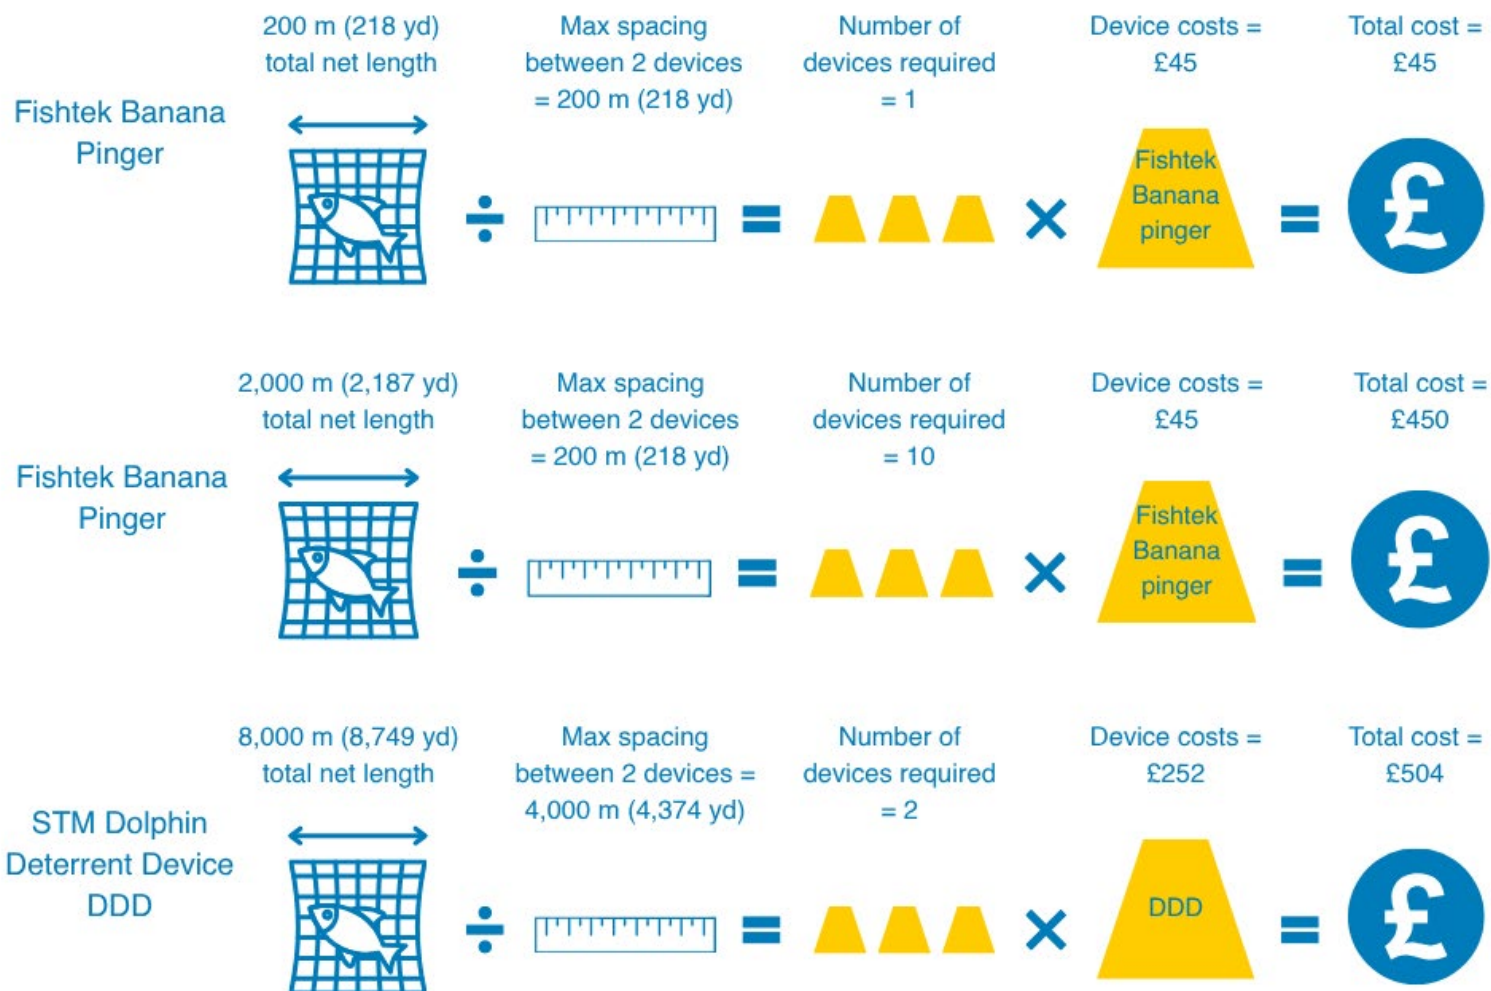 200 m (218 yd)
total net length
Max spacing
between 2 devices
= 200 m (218 yd)
Number of
devices required
= 1
Device costs =
£45
Total cost =
£45
Fishtek Banana
Pinger
÷
=
Fishtek
Banana
pinger
×
=
£
2,000 m (2,187 yd)
total net length
Max spacing
between 2 devices
= 200 m (218 yd)
Number of
devices required
= 10
Device costs =
£45
Total cost =
£450
Fishtek Banana
Pinger
÷
=
×
Fishtek
Banana
pinger
=
£
8,000 m (8,749 yd)
total net length
Max spacing
between 2 devices =
4,000 m (4,374 yd)
Number of
devices required
= 2
Device costs =
£252
Total cost =
£504
STM Dolphin
Deterrent Device
DDD
÷
=
×
DDD
=
£